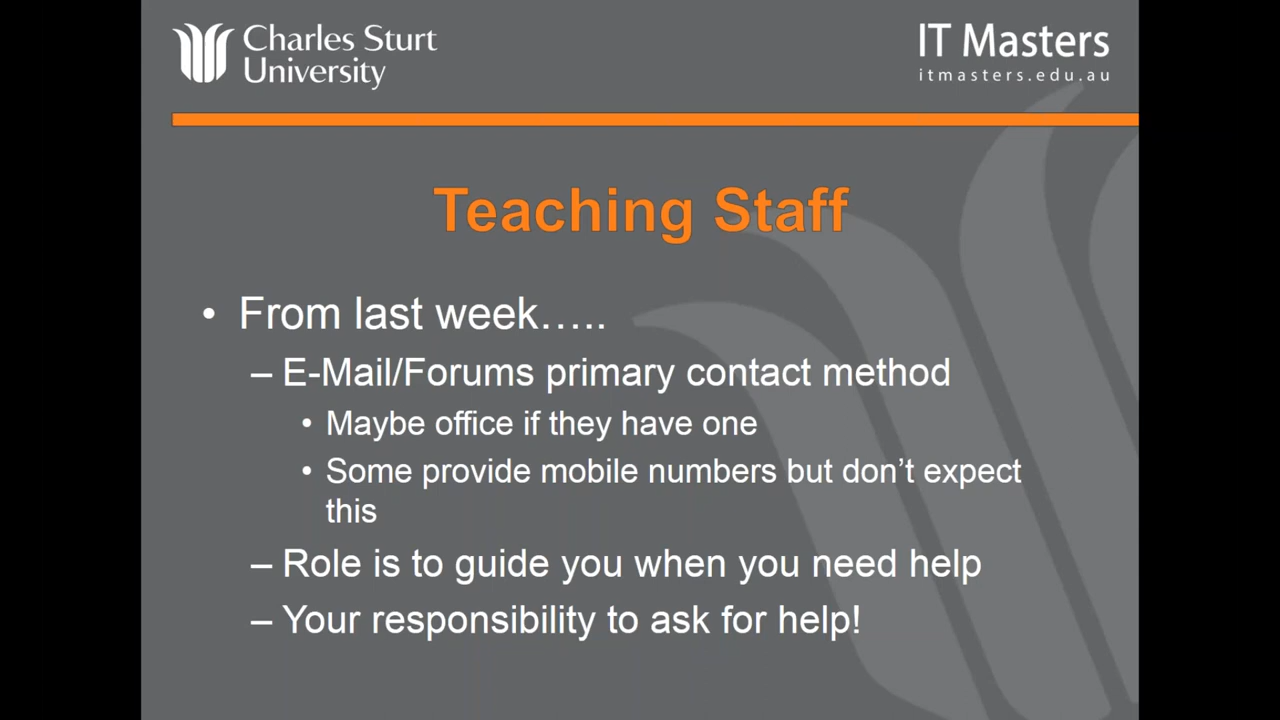 Charles Sturt
University
IT Masters
itmasters.edu.au
Teaching Staff
• From last week…..
– E-Mail/Forums primary contact method
• Maybe office if they have one
• Some provide mobile numbers but don’t expect
this
– Role is to guide you when you need help
– Your responsibility to ask for help!